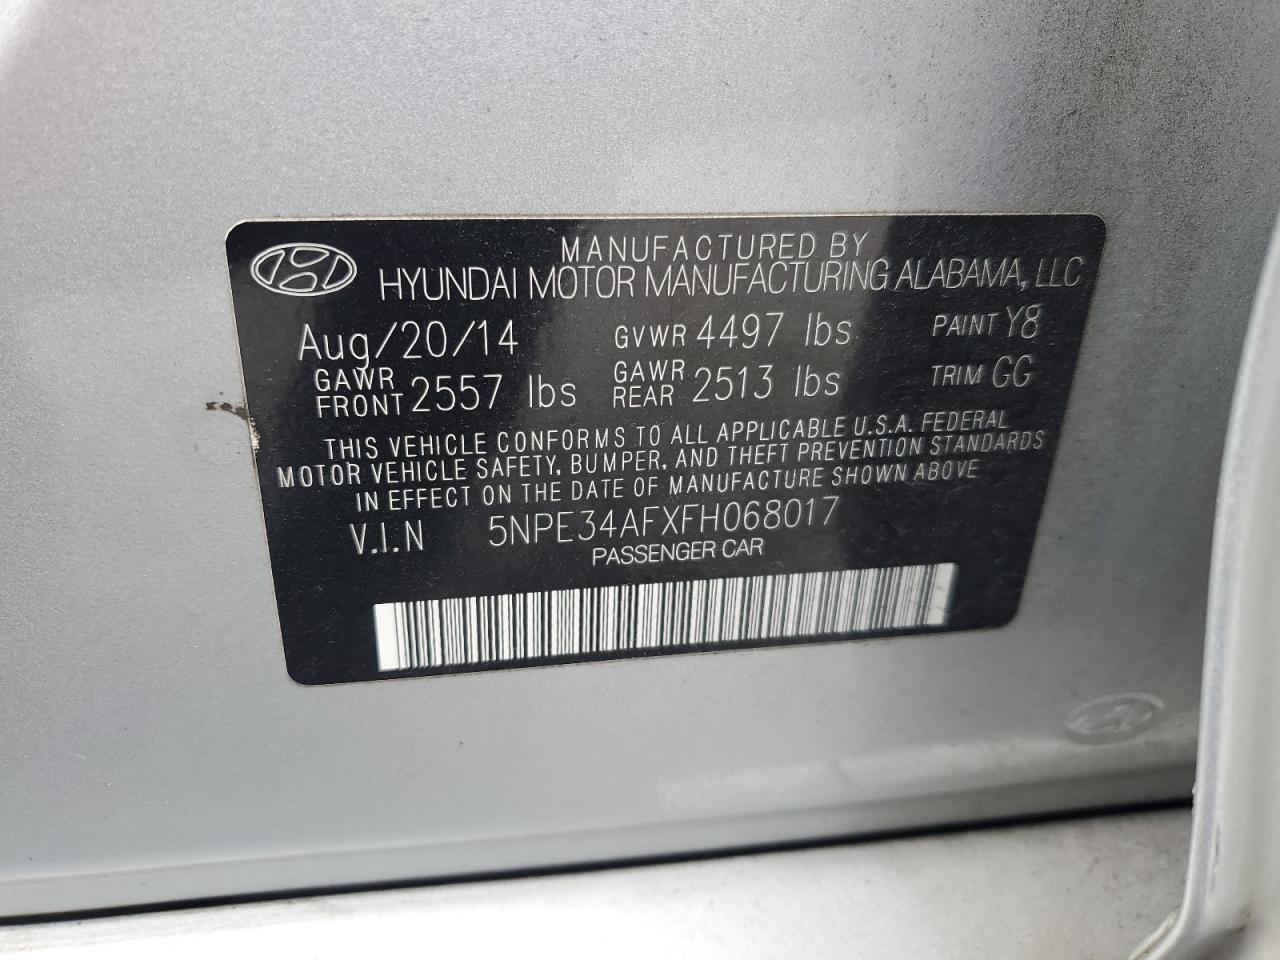 MANUFACTURED BY
HYUNDAI MOTOR MANUFACTURING ALABAMA, LLC
Aug/20/14 GVWR 4497 lbs PAINT Y8
GAWR FRONT 2557 lbs GAWR REAR 2513 lbs TRIM GG
THIS VEHICLE CONFORMS TO ALL APPLICABLE U.S.A. FEDERAL
MOTOR VEHICLE SAFETY, BUMPER, AND THEFT PREVENTION STANDARDS
IN EFFECT ON THE DATE OF MANUFACTURE SHOWN ABOVE
V.I.N 5NPE34AFXFH068017
PASSENGER CAR